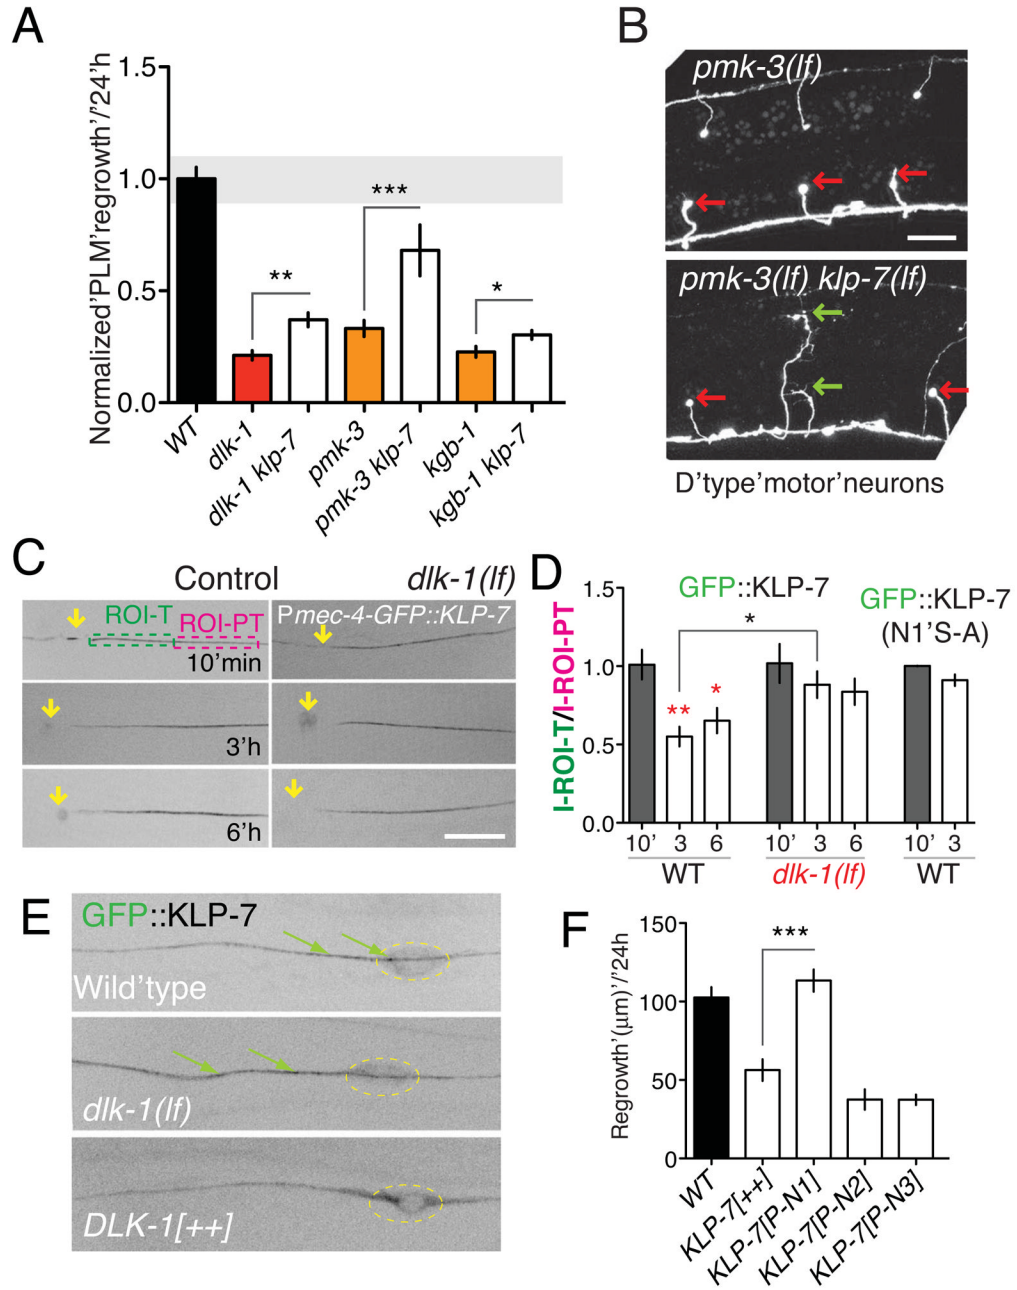 A
Normalized'PLM'regrowth'/'24'h
1.5
1.0
0.5
0.0
**
***
*
WT
dlk-1
dlk-1 klp-7
pmk-3
pmk-3 klp-7
kgb-1
kgb-1 klp-7
B
pmk-3(lf)
pmk-3(lf) klp-7(lf)
D'type'motor'neurons
C
Control
dlk-1(lf)
ROI-T
ROI-PT
10'min
Pmec-4-GFP::KLP-7
3'h
6'h
D
GFP::KLP-7
GFP::KLP-7
(N1'S-A)
I-ROI-T/I-ROI-PT
1.5
1.0
0.5
0.0
*
**
*
10' 3 6 10' 3 6 10' 3
WT dlk-1(lf) WT
E
GFP::KLP-7
Wild'type
dlk-1(lf)
DLK-1[++]
F
Regrowth'(μm)'/'24h
150
100
50
0
***
WT
KLP-7[++]
KLP-7[P-N1]
KLP-7[P-N2]
KLP-7[P-N3]